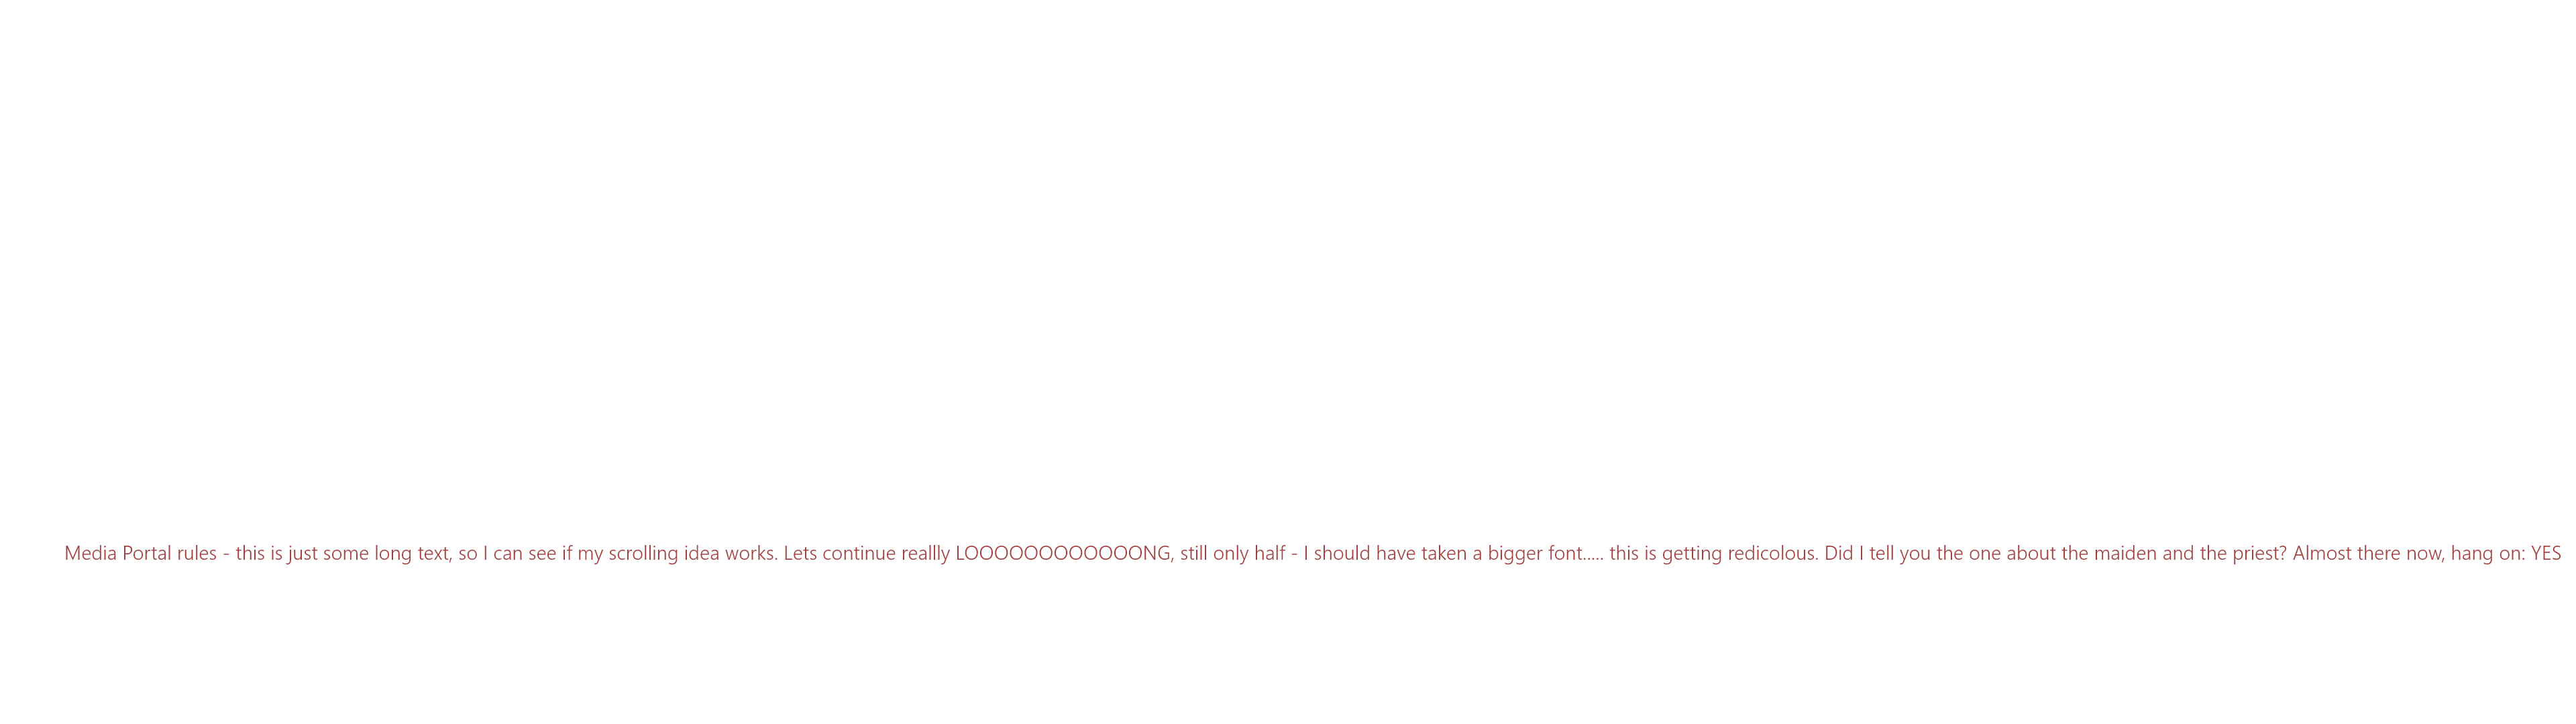 Media Portal rules - this is just some long text, so I can see if my scrolling idea works. Lets continue reallly LOOOOOOOOOOOONG, still only half - I should have taken a bigger font..... this is getting redicolous. Did I tell you the one about the maiden and the priest? Almost there now, hang on: YES